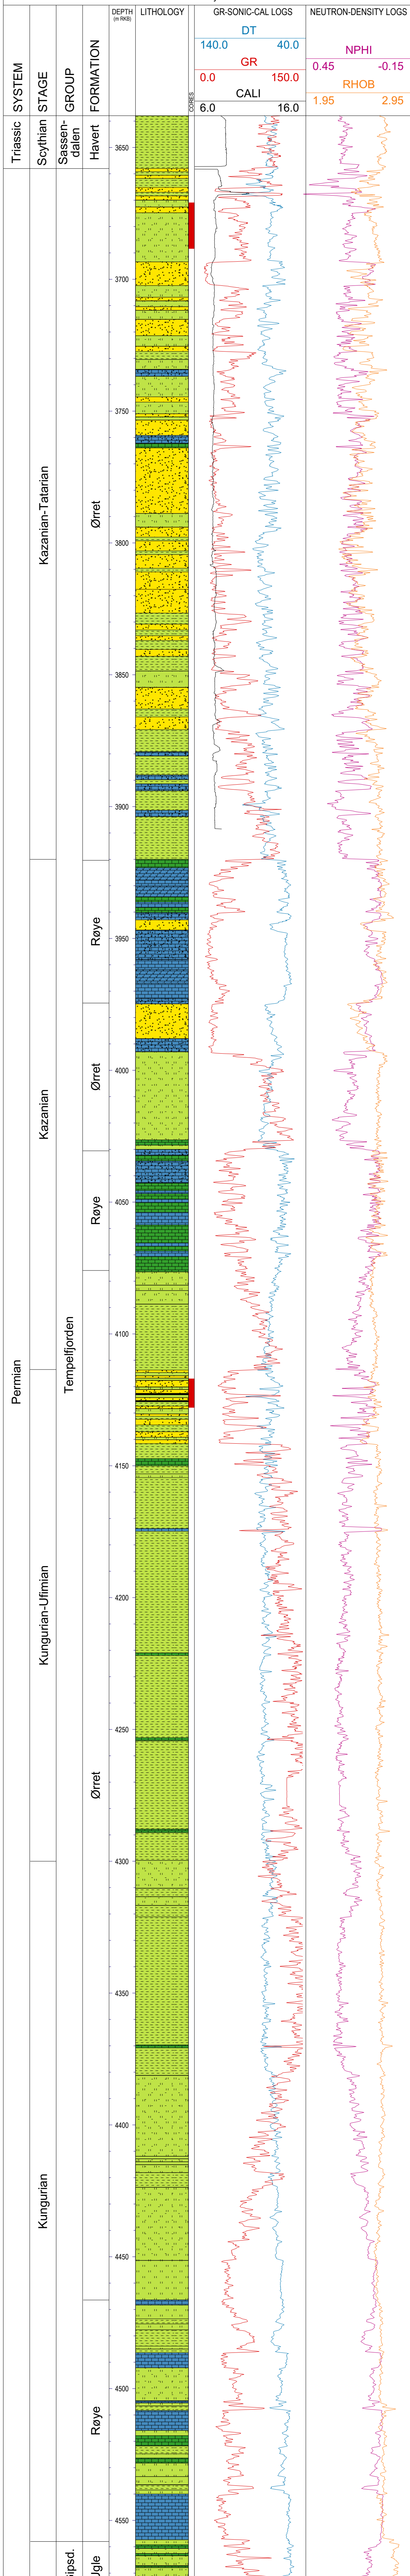 DEPTH
(m RKB)
LITHOLOGY
GR-SONIC-CAL LOGS
NEUTRON-DENSITY LOGS
DT
140.0 40.0
GR
0.0 150.0
CALI
6.0 16.0
NPHI
0.45 -0.15
RHOB
1.95 2.95
SYSTEM
STAGE
GROUP
FORMATION
CORES
Triassic
Scythian
Sassen-
dalen
Havert
3650
3700
3750
Kazanian-Tatarian
Ørret
3800
3850
3900
Røye
3950
4000
Kazanian
Ørret
4050
Røye
4100
Permian
Tempelfjorden
4150
4200
Kungurian-Ufimian
4250
Ørret
4300
4350
4400
Kungurian
4450
4500
Røye
4550
ipsd.
lgle